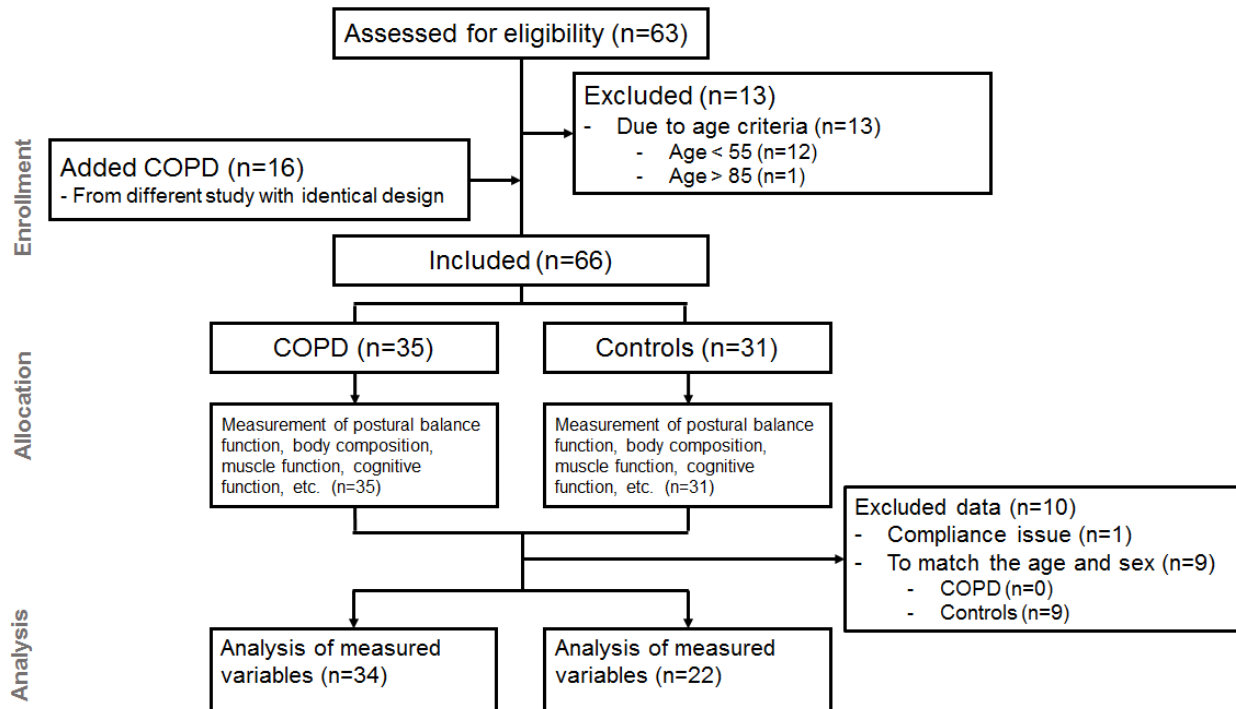 Assessed for eligibility (n=63)
Excluded (n=13)
- Due to age criteria (n=13)
- Age < 55 (n=12)
- Age > 85 (n=1)
Enrollment
Added COPD (n=16)
- From different study with identical design
Included (n=66)
Allocation
COPD (n=35)
Controls (n=31)
Measurement of postural balance
function, body composition,
muscle function, cognitive
function, etc. (n=35)
Measurement of postural balance
function, body composition,
muscle function, cognitive
function, etc. (n=31)
Excluded data (n=10)
- Compliance issue (n=1)
- To match the age and sex (n=9)
- COPD (n=0)
- Controls (n=9)
Analysis
Analysis of measured
variables (n=34)
Analysis of measured
variables (n=22)